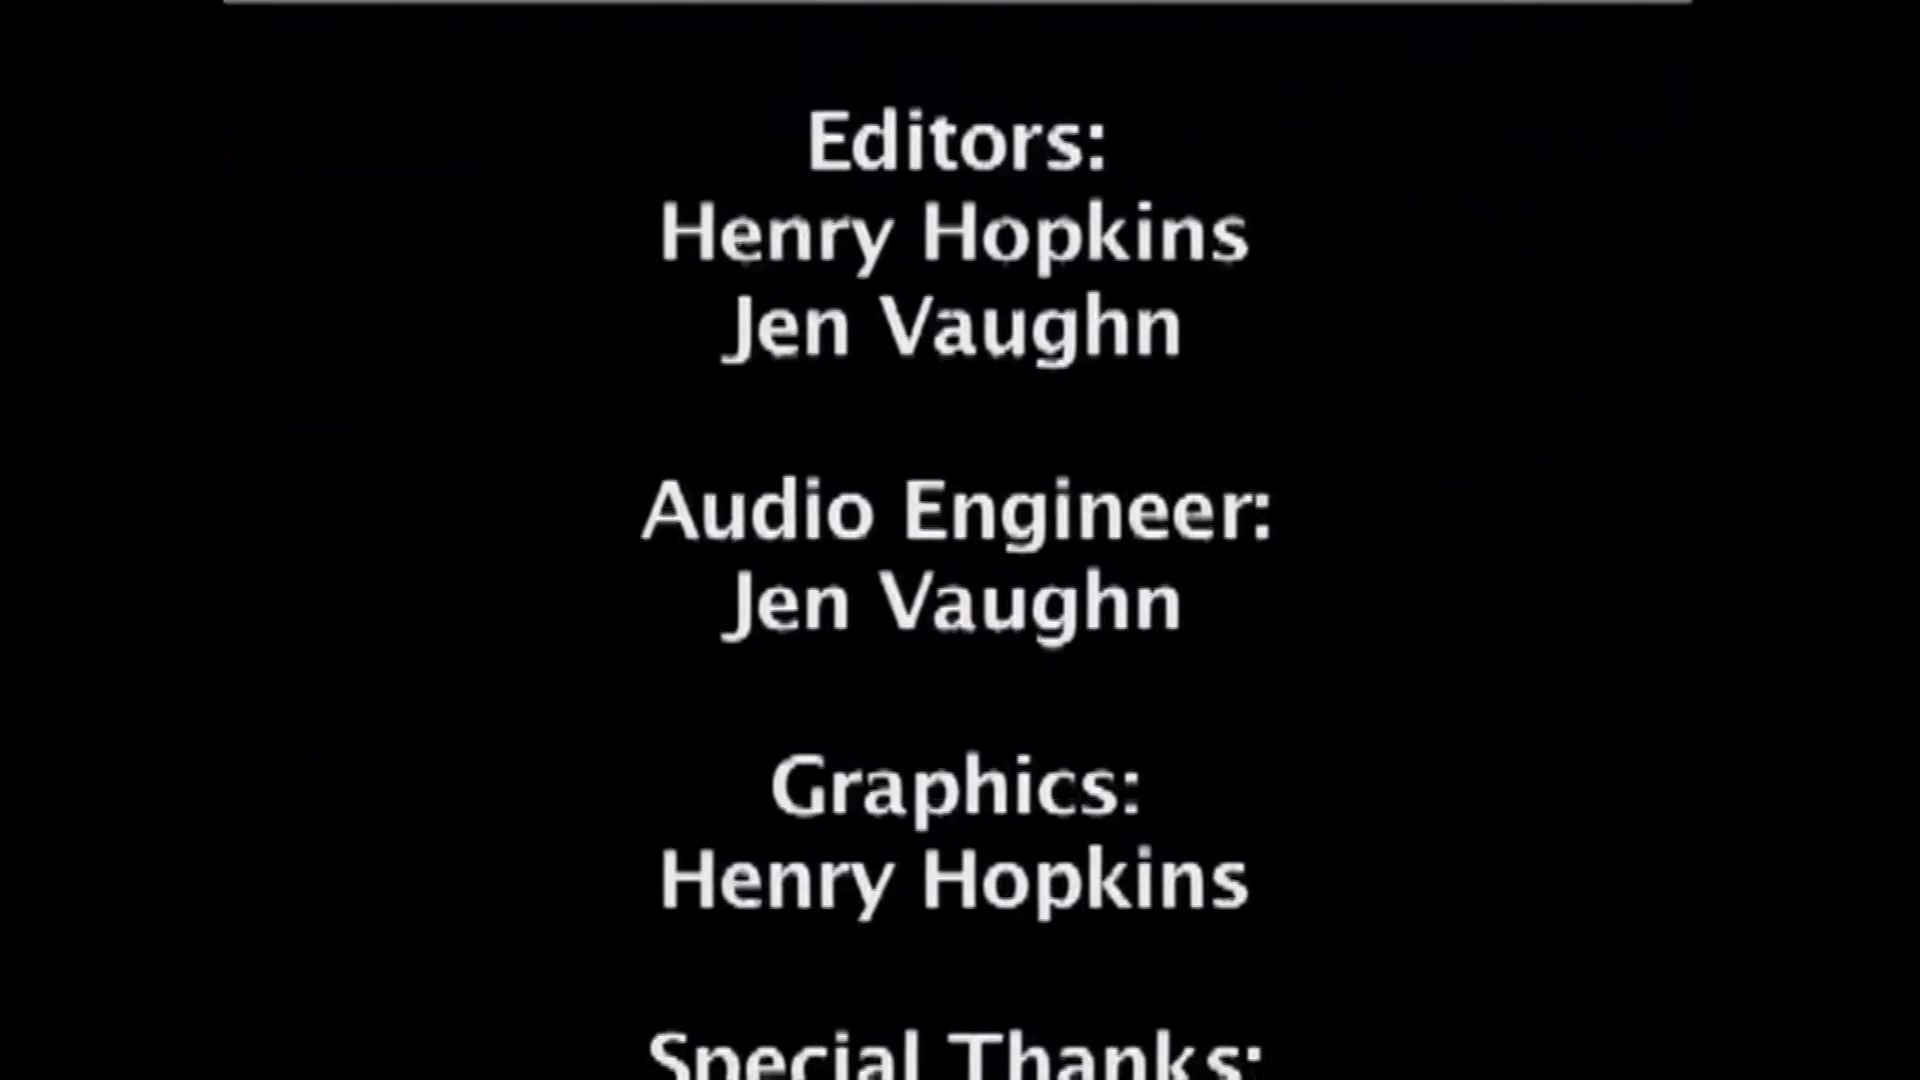 Editors:
Henry Hopkins
Jen Vaughn
Audio Engineer:
Jen Vaughn
Graphics:
Henry Hopkins
Special Thanks: